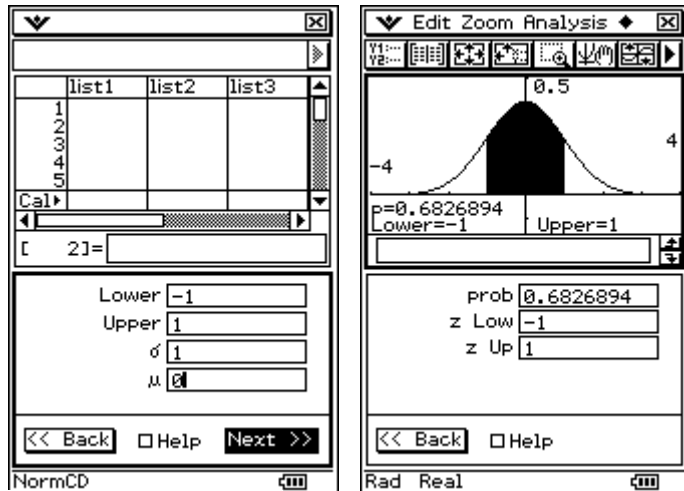 list1 list2 list3
1
2
3
4
5
Cal▸
[ 2]=
Lower -1
Upper 1
σ 1
μ 0
<< Back Help Next >>
NormCD
Edit Zoom Analysis ◆
Y1:
Y2:
0.5
-4
4
p=0.6826894
Lower=-1 Upper=1
prob 0.6826894
z Low -1
z Up 1
<< Back Help
Rad Real